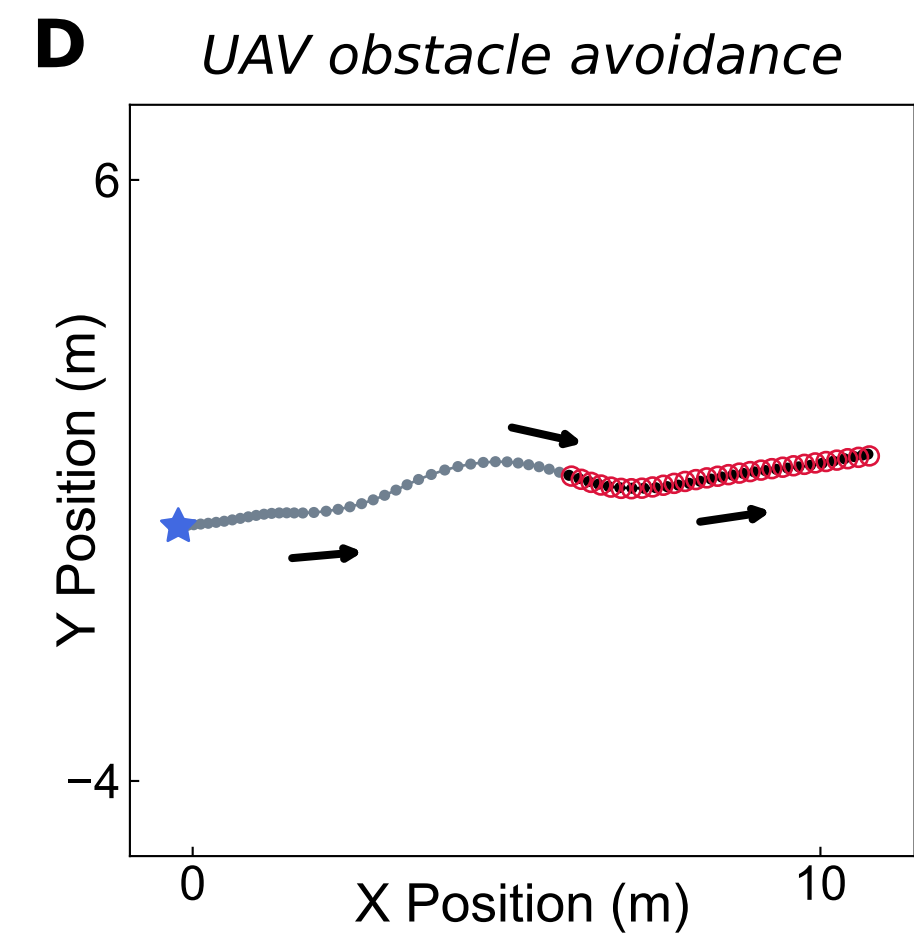 D
UAV obstacle avoidance
6
Y Position (m)
−4
0
10
X Position (m)